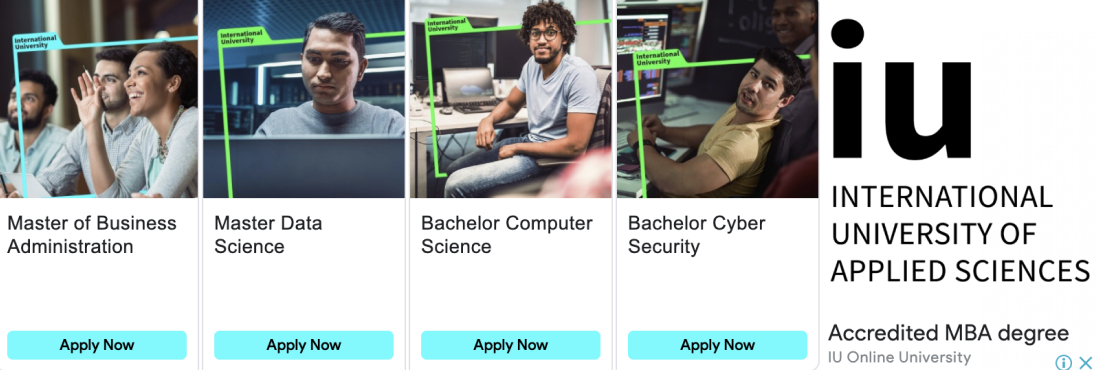 International
University
Master of Business
Administration
Apply Now
International
University
Master Data
Science
Apply Now
International
University
Bachelor Computer
Science
Apply Now
International
University
Bachelor Cyber
Security
Apply Now
iu
INTERNATIONAL
UNIVERSITY OF
APPLIED SCIENCES
Accredited MBA degree
IU Online University